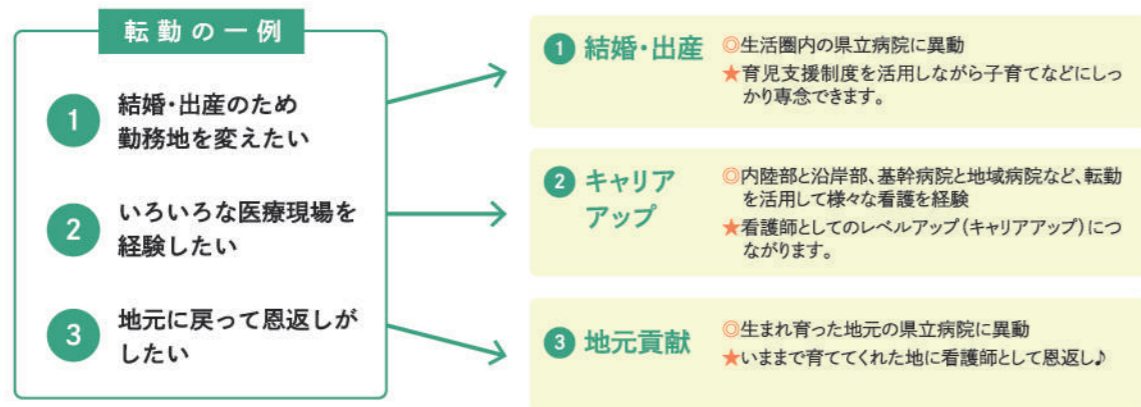 転勤の一例
1 結婚・出産のため
勤務地を変えたい
2 いろいろな医療現場を
経験したい
3 地元に戻って恩返しが
したい
1 結婚・出産
◎生活圏内の県立病院に異動
★育児支援制度を活用しながら子育てなどにしっ
かり専念できます。
2 キャリア
アップ
◎内陸部と沿岸部、基幹病院と地域病院など、転勤
を活用して様々な看護を経験
★看護師としてのレベルアップ(キャリアアップ)につ
ながります。
3 地元貢献
◎生まれ育った地元の県立病院に異動
★いままで育ててくれた地に看護師として恩返し♪